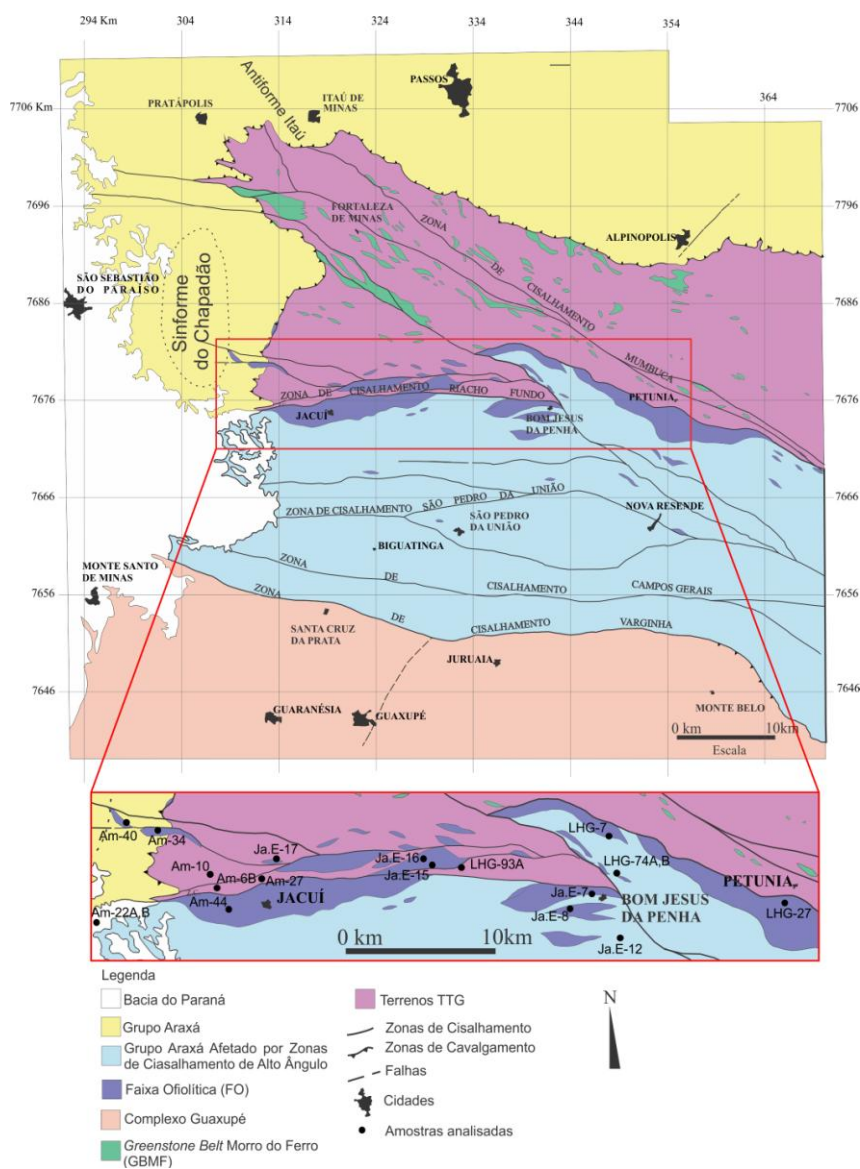 294 Km
304
314
324
334
344
354
364
7706 Km
7706
7696
7796
7686
7686
7676
7676
7666
7666
7656
7656
7646
7646
PRATÁPOLIS
Antiforme Itaú
ITAÚ DE
MINAS
PASSOS
FORTALEZA
DE MINAS
ZONA DE CISALHAMENTO MUMBUCA
ALPINOPOLIS
SÃO SEBASTIÃO
DO PARAÍSO
Sinforme
do Chapadão
ZONA DE CISALHAMENTO RIACHO FUNDO
JACUÍ
BOM JESUS
DA PENHA
PETUNIA
ZONA DE CISALHAMENTO SÃO PEDRO DA UNIÃO
SÃO PEDRO
DA UNIÃO
NOVA RESENDE
BIGUATINGA
MONTE SANTO
DE MINAS
ZONA DE CISALHAMENTO CAMPOS GERAIS
ZONA DE CISALHAMENTO VARGINHA
SANTA CRUZ
DA PRATA
JURUAIA
GUARANÉSIA
GUAXUPÉ
MONTE BELO
0 km 10km
Escala
Am-40
Am-34
Ja.E-17
Am-10
Am-6B
Am-27
Am-44
Am-22A,B
JACUÍ
Ja.E-16
Ja.E-15
LHG-93A
LHG-7
LHG-74A,B
Ja.E-7
Ja.E-8
BOM JESUS
DA PENHA
Ja.E-12
PETUNIA
LHG-27
0 km 10km
Legenda
Bacia do Paraná
Grupo Araxá
Grupo Araxá Afetado por Zonas
de Ciasalhamento de Alto Ângulo
Faixa Ofiolítica (FO)
Complexo Guaxupé
Greenstone Belt Morro do Ferro
(GBMF)
Terrenos TTG
Zonas de Cisalhamento
Zonas de Cavalgamento
Falhas
Cidades
Amostras analisadas
N